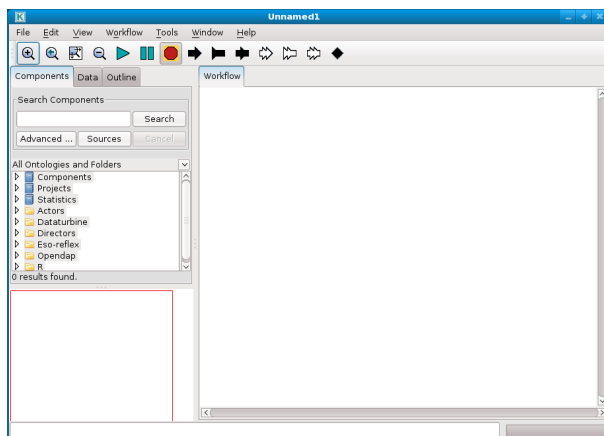 Unnamed1
File Edit View Workflow Tools Window Help
Components Data Outline
Workflow
Search Components
Search
Advanced ... Sources Cancel
All Ontologies and Folders
Components
Projects
Statistics
Actors
Dataturbine
Directors
Eso-reflex
Opendap
R
0 results found.